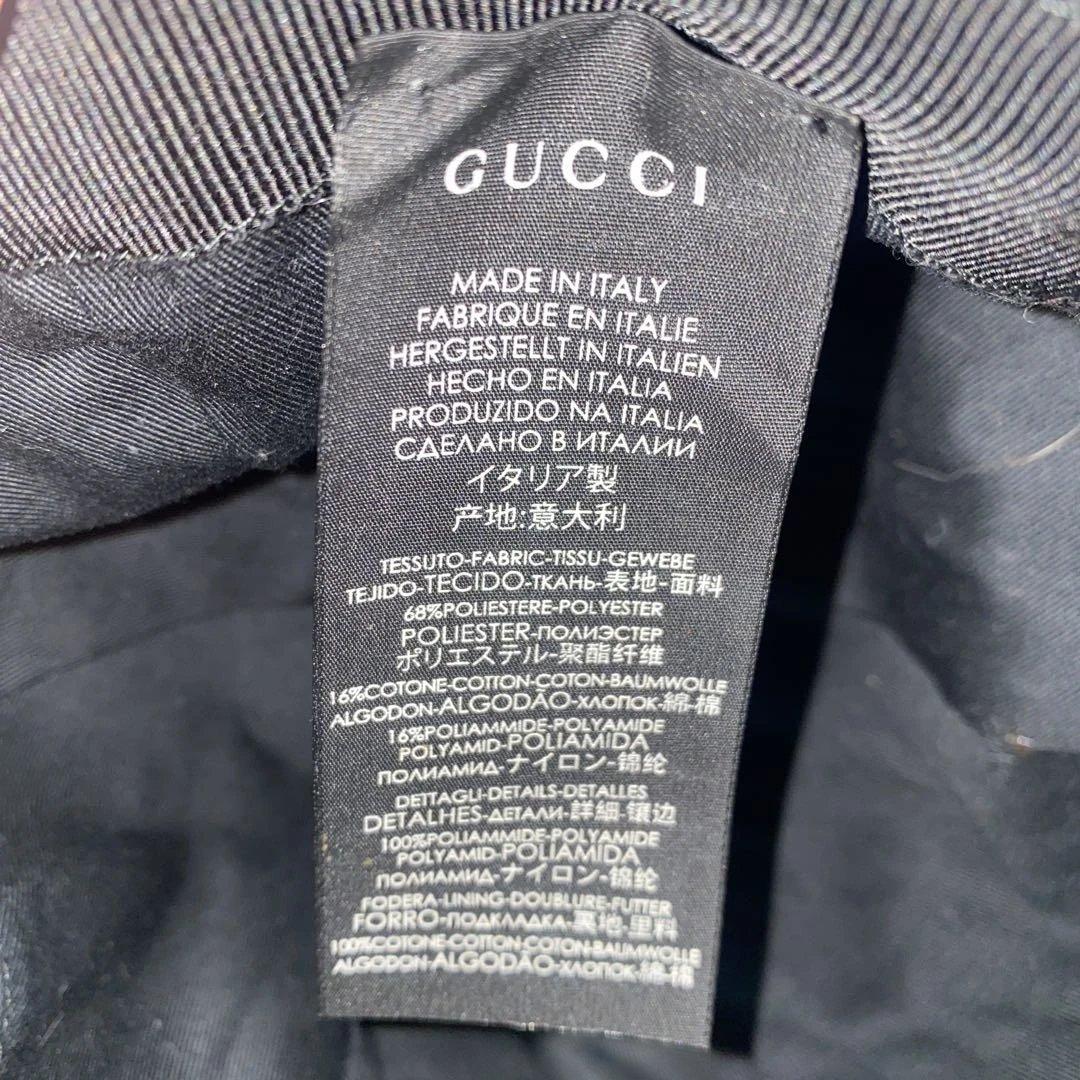 GUCCI
MADE IN ITALY
FABRIQUE EN ITALIE
HERGESTELLT IN ITALIEN
HECHO EN ITALIA
PRODUZIDO NA ITALIA
СДЕЛАНО В ИТАЛИИ
イタリア製
产地:意大利
TESSUTO-FABRIC-TISSU-GEWEBE
TEJIDO-TECIDO-ТКАНЬ-表地-面料
68%POLIESTERE-POLYESTER
POLIESTER-ПОЛИЭСТЕР
ポリエステル-聚酯纤维
16%COTONE-COTTON-COTON-BAUMWOLLE
ALGODON-ALGODÃO-ХЛОПОК-綿-棉
16%POLIAMMIDE-POLYAMIDE
POLYAMID-POLIAMIDA
ПОЛИАМИД-ナイロン-锦纶
DETTAGLI-DETAILS-DETALLES
DETALHES-ДЕТАЛИ-詳細-镶边
100%POLIAMMIDE-POLYAMIDE
POLYAMID-POLIAMIDA
ПОЛИАМИД-ナイロン-锦纶
FODERA-LINING-DOUBLURE-FUTTER
FORRO-ПОДКЛАДКА-裏地-里料
100%COTONE-COTTON-COTON-BAUMWOLLE
ALGODON-ALGODÃO-ХЛОПОК-綿-棉